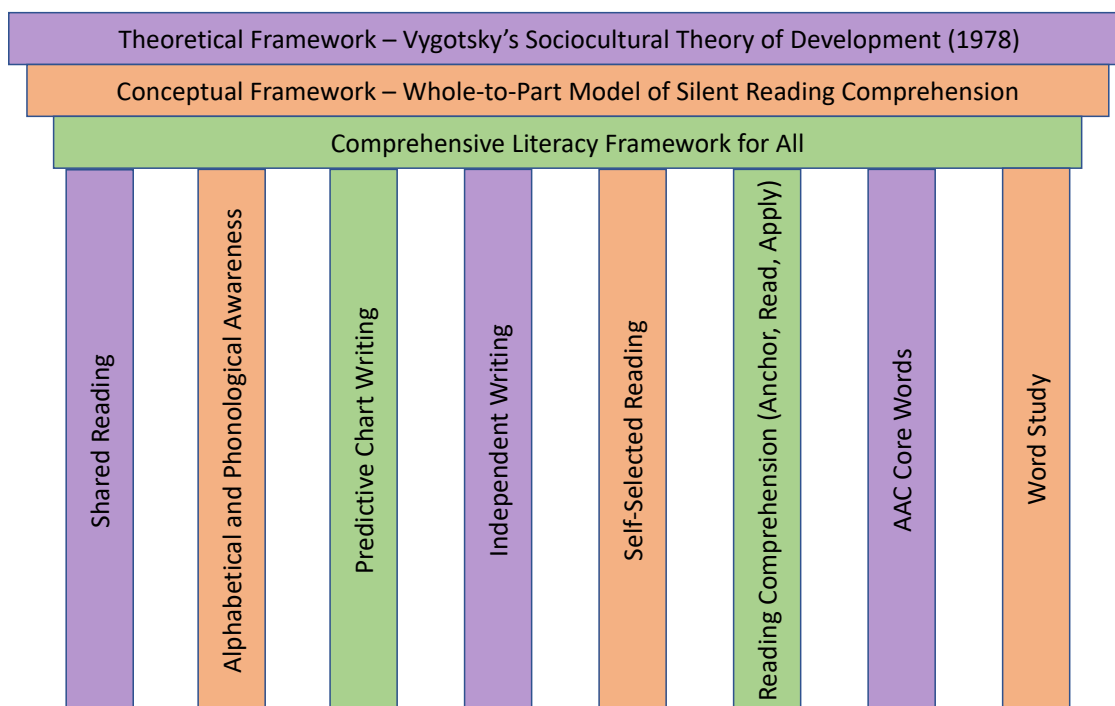 Theoretical Framework – Vygotsky's Sociocultural Theory of Development (1978)
Conceptual Framework – Whole-to-Part Model of Silent Reading Comprehension
Comprehensive Literacy Framework for All
Shared Reading
Alphabetical and Phonological Awareness
Predictive Chart Writing
Independent Writing
Self-Selected Reading
Reading Comprehension (Anchor, Read, Apply)
AAC Core Words
Word Study